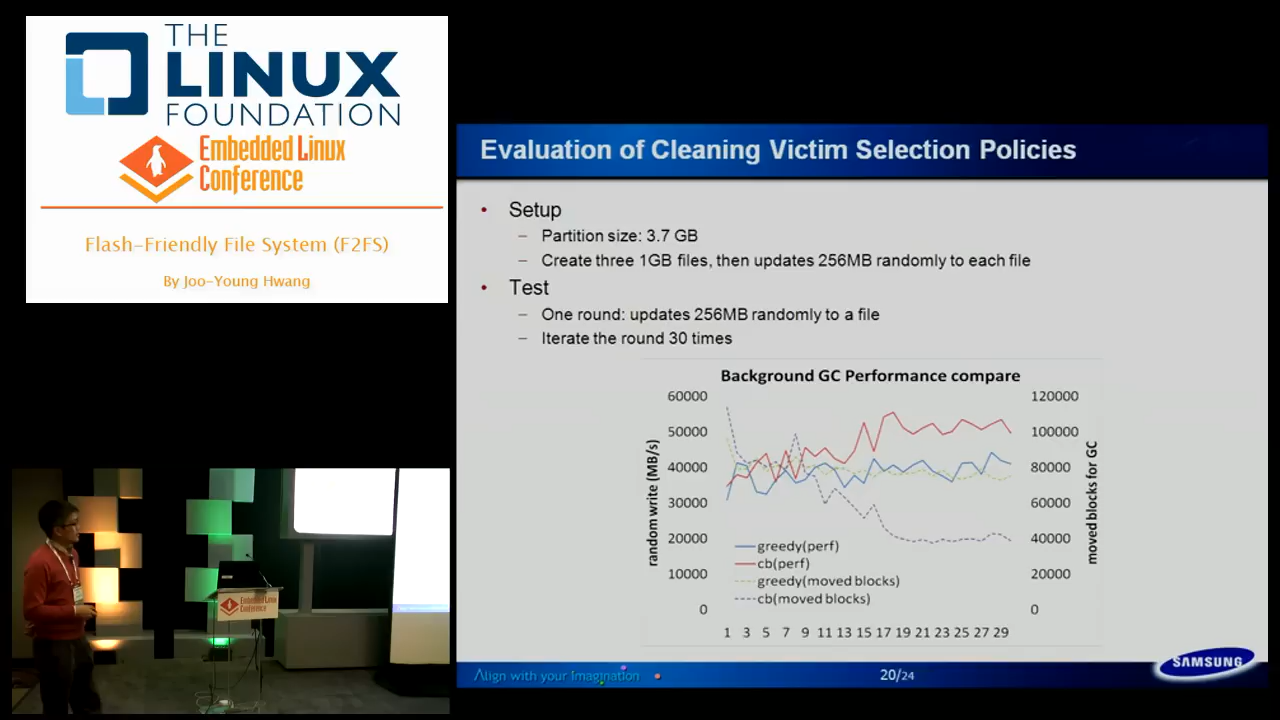 THE
LINUX
FOUNDATION
Embedded Linux
Conference
Flash-Friendly File System (F2FS)
By Joo-Young Hwang
Evaluation of Cleaning Victim Selection Policies
• Setup
– Partition size: 3.7 GB
– Create three 1GB files, then updates 256MB randomly to each file
• Test
– One round: updates 256MB randomly to a file
– Iterate the round 30 times
Background GC Performance compare
60000
50000
40000
30000
20000
10000
0
random write (MB/s)
120000
100000
80000
60000
40000
20000
0
moved blocks for GC
greedy(perf)
cb(perf)
greedy(moved blocks)
cb(moved blocks)
1 3 5 7 9 11 13 15 17 19 21 23 25 27 29
Align with your Imagination
20/24
SAMSUNG
Embedded Linux
Conference